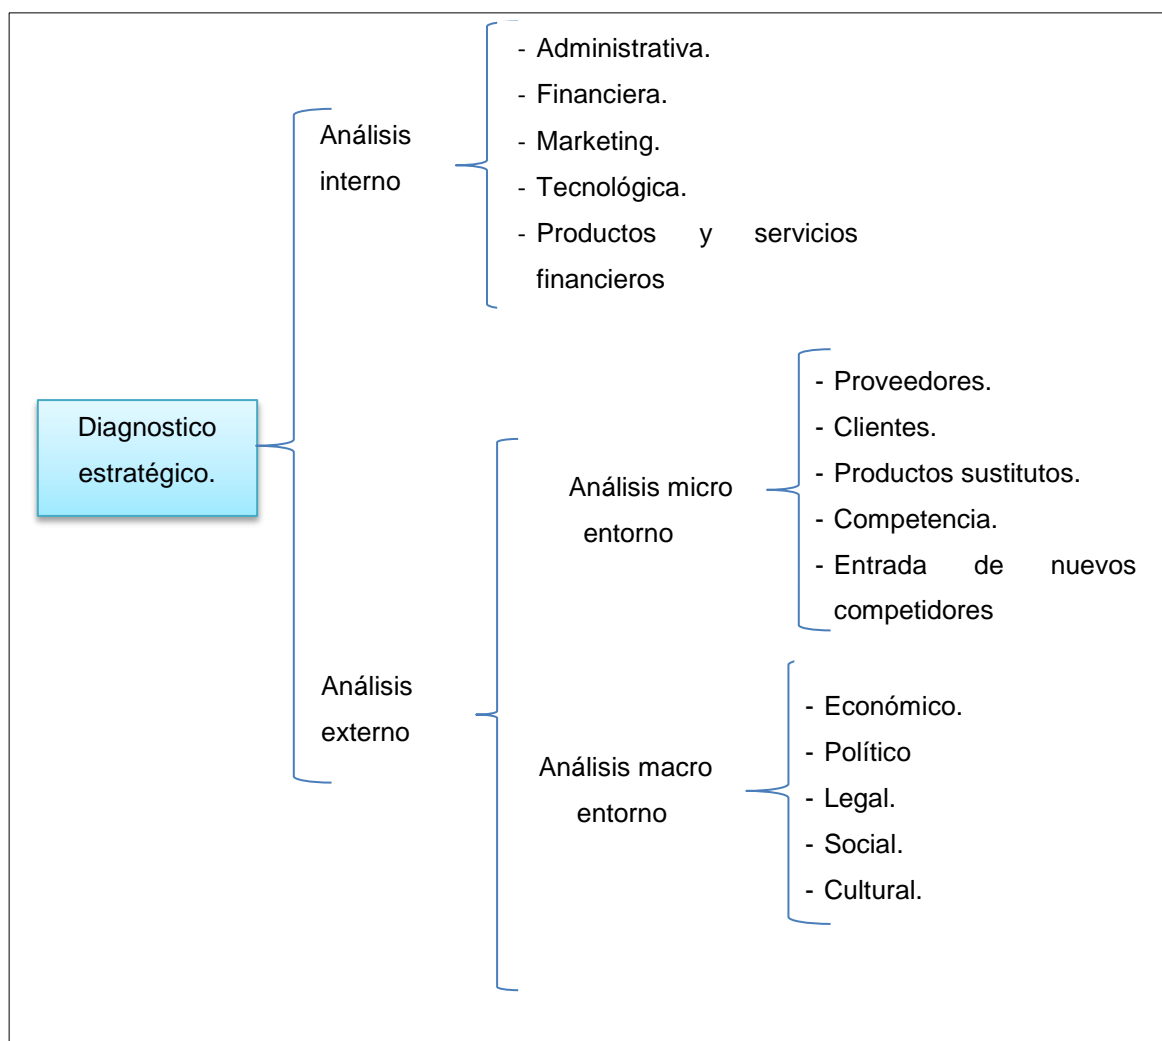 Diagnostico
estratégico.
Análisis
interno
- Administrativa.
- Financiera.
- Marketing.
- Tecnológica.
- Productos y servicios
financieros
Análisis
externo
Análisis micro
entorno
- Proveedores.
- Clientes.
- Productos sustitutos.
- Competencia.
- Entrada de nuevos
competidores
Análisis macro
entorno
- Económico.
- Político
- Legal.
- Social.
- Cultural.